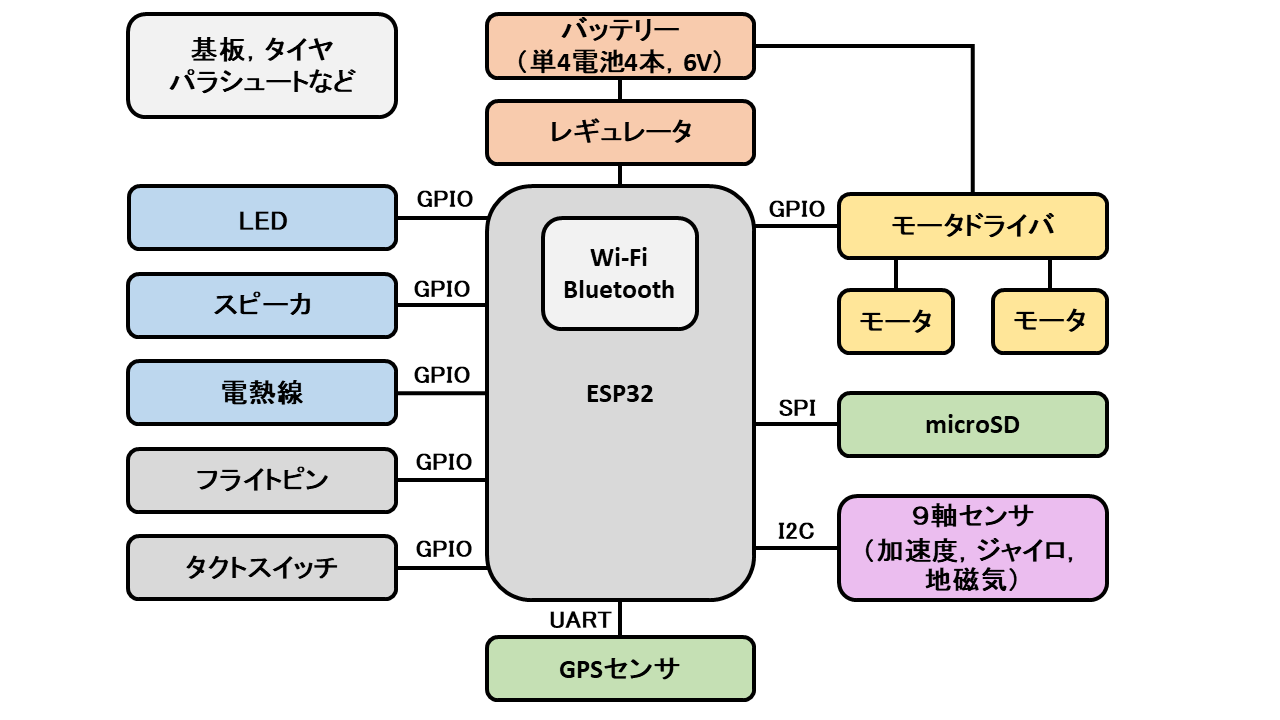 基板，タイヤ
パラシュートなど
バッテリー
（単4電池4本，6V）
レギュレータ
LED
GPIO
スピーカ
GPIO
電熱線
GPIO
フライトピン
GPIO
タクトスイッチ
GPIO
Wi-Fi
Bluetooth
ESP32
GPIO
モータドライバ
モータ
モータ
SPI
microSD
I2C
９軸センサ
（加速度，ジャイロ，
地磁気）
UART
GPSセンサ